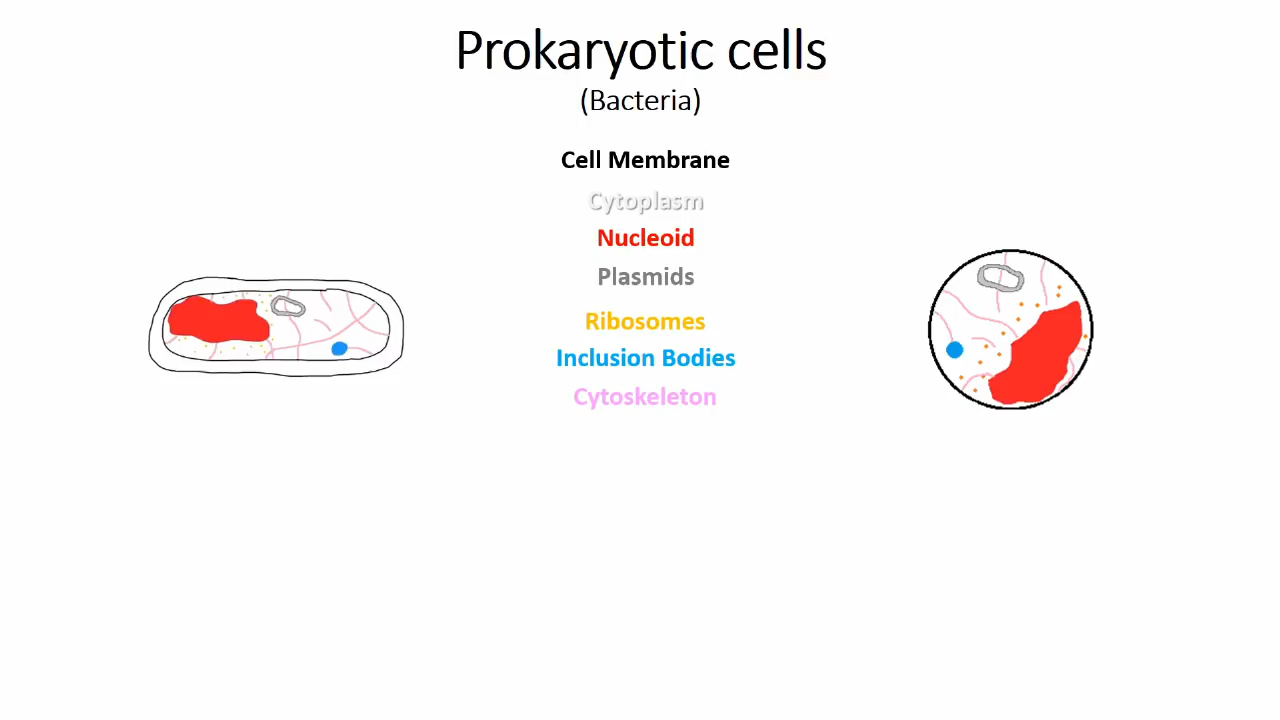 Prokaryotic cells
(Bacteria)
Cell Membrane
Cytoplasm
Nucleoid
Plasmids
Ribosomes
Inclusion Bodies
Cytoskeleton